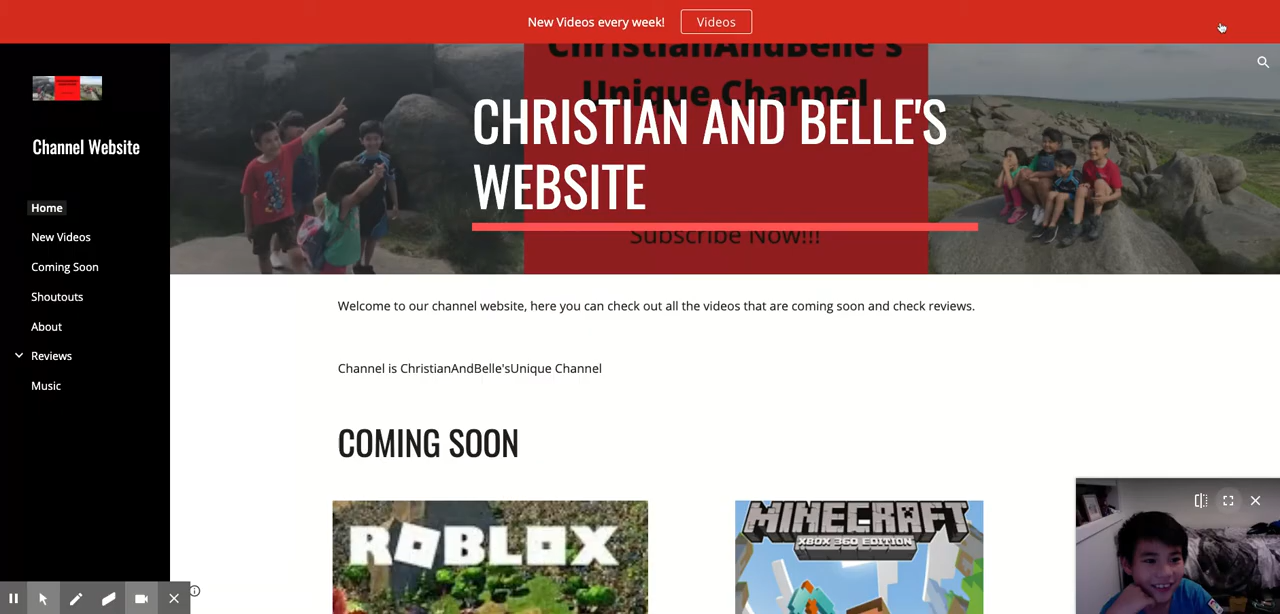 New Videos every week!
Videos
Channel Website
Home
New Videos
Coming Soon
Shoutouts
About
Reviews
Music
ChristianAndBelle's
Unique Channel
CHRISTIAN AND BELLE'S
WEBSITE
Subscribe Now!!!
Welcome to our channel website, here you can check out all the videos that are coming soon and check reviews.
Channel is ChristianAndBelle'sUnique Channel
COMING SOON
ROBLOX
MINECRAFT
XBOX 360 EDITION